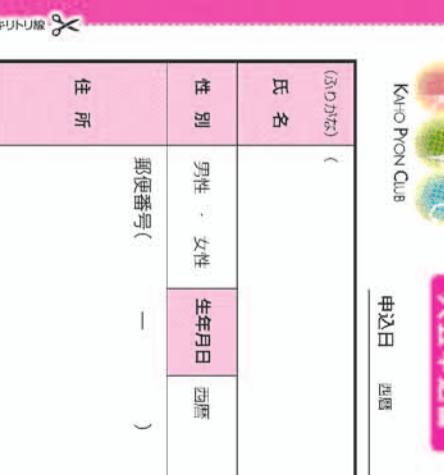 KAHO PYON CLUB
申込日 西暦
(ふりがな) (
氏 名
性 別 男性 ・ 女性 生年月日 西暦
住 所 郵便番号( ー )
キリトリ線